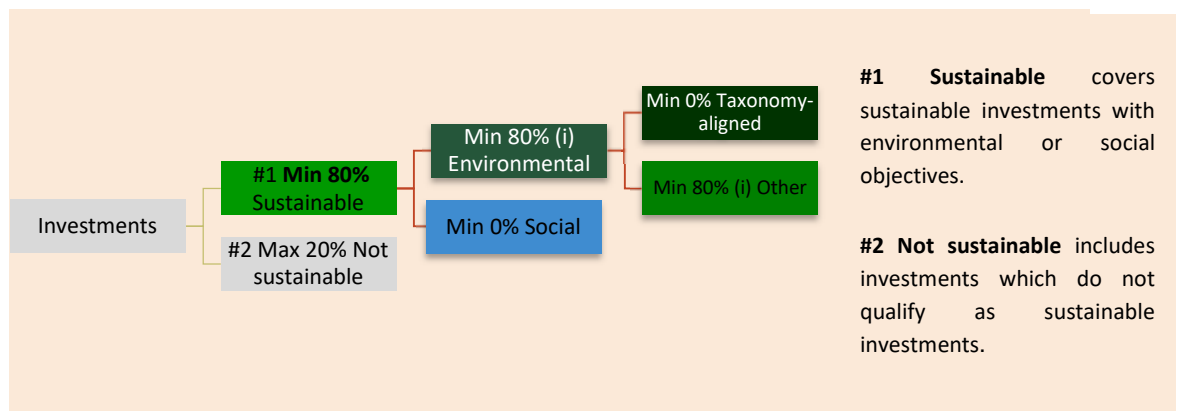 Investments
#1 Min 80%
Sustainable
#2 Max 20% Not
sustainable
Min 80% (i)
Environmental
Min 0% Social
Min 0% Taxonomy-
aligned
Min 80% (i) Other
#1 Sustainable covers
sustainable investments with
environmental or social
objectives.
#2 Not sustainable includes
investments which do not
qualify as sustainable
investments.